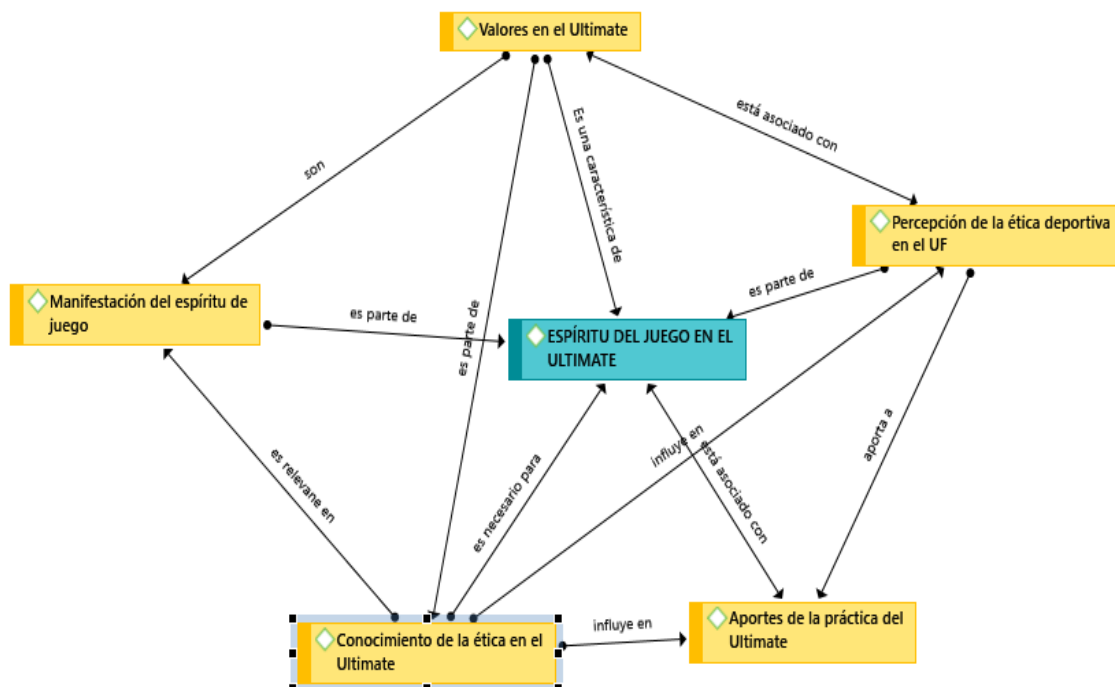 Valores en el Ultimate
está asociado con
Es una característica de
son
Percepción de la ética deportiva
en el UF
es parte de
Manifestación del espíritu de
juego
es parte de
es parte de
ESPÍRITU DEL JUEGO EN EL
ULTIMATE
influye en
aporta a
es relevane en
es necesario para
está asociado con
Conocimiento de la ética en el
Ultimate
influye en
Aportes de la práctica del
Ultimate